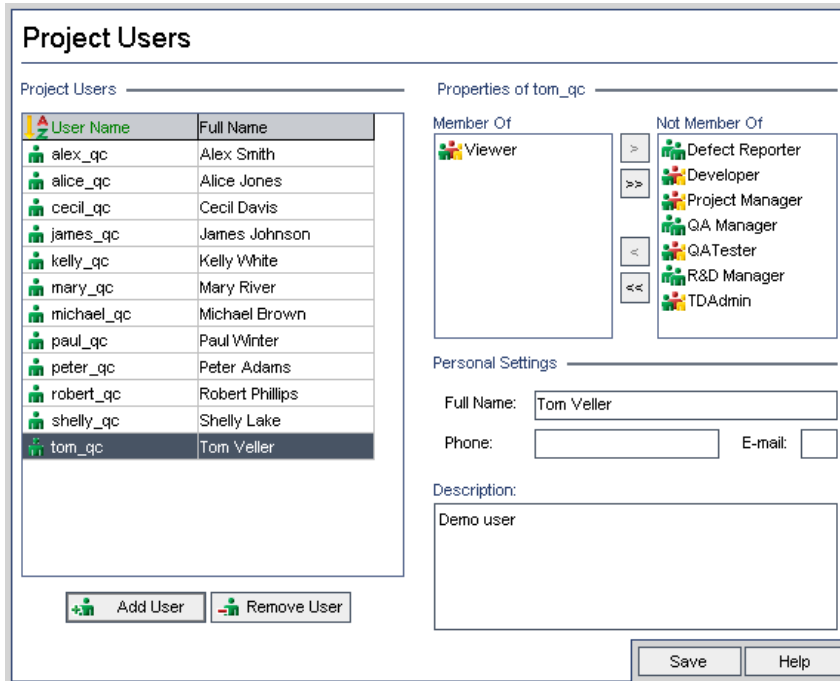 Project Users
Project Users
User Name Full Name
alex_qc Alex Smith
alice_qc Alice Jones
cecil_qc Cecil Davis
james_qc James Johnson
kelly_qc Kelly White
mary_qc Mary River
michael_qc Michael Brown
paul_qc Paul Winter
peter_qc Peter Adams
robert_qc Robert Phillips
shelly_qc Shelly Lake
tom_qc Tom Veller
Add User Remove User
Properties of tom_qc
Member Of
Viewer
>
>>
<
<<
Not Member Of
Defect Reporter
Developer
Project Manager
QA Manager
QATester
R&D Manager
TDAdmin
Personal Settings
Full Name: Tom Veller
Phone: E-mail:
Description:
Demo user
Save Help